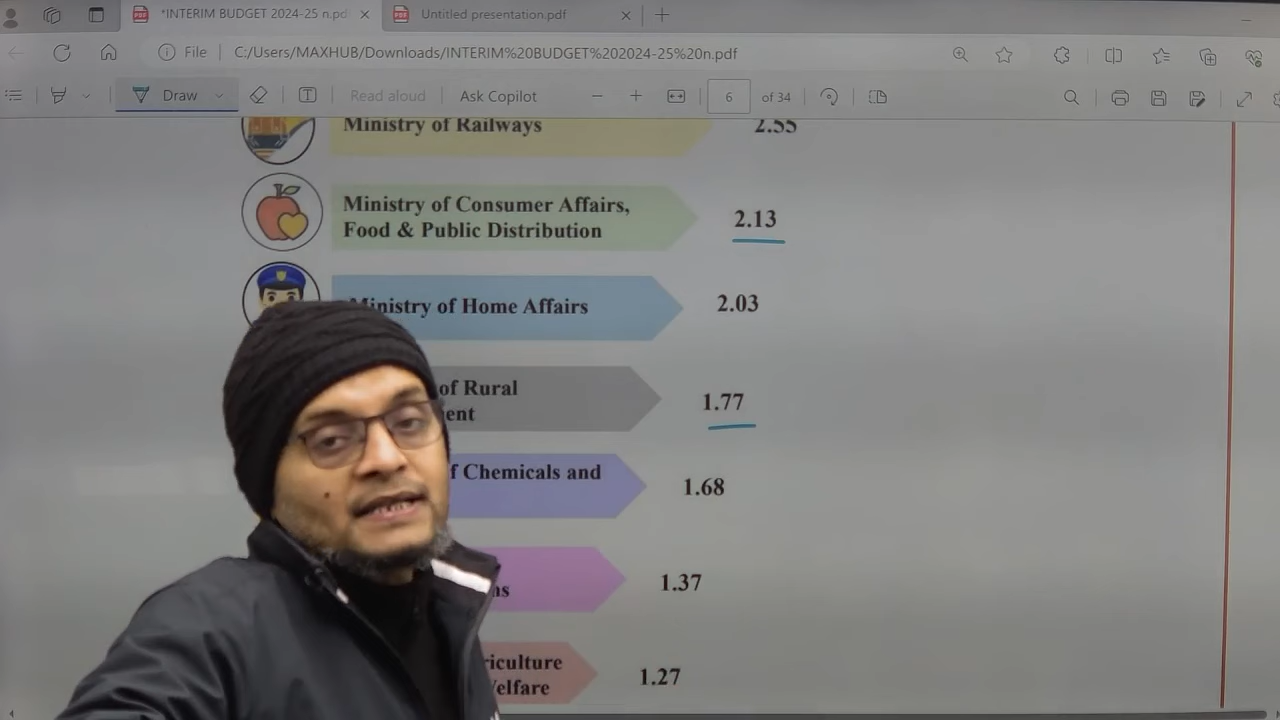 *INTERIM BUDGET 2024-25 n.pd
Untitled presentation.pdf
File
C:/Users/MAXHUB/Downloads/INTERIM%20BUDGET%202024-25%20n.pdf
Draw
Read aloud
Ask Copilot
6
of 34
Ministry of Railways
2.55
Ministry of Consumer Affairs,
Food & Public Distribution
2.13
Ministry of Home Affairs
2.03
of Rural
ent
1.77
f Chemicals and
1.68
ns
1.37
riculture
Welfare
1.27